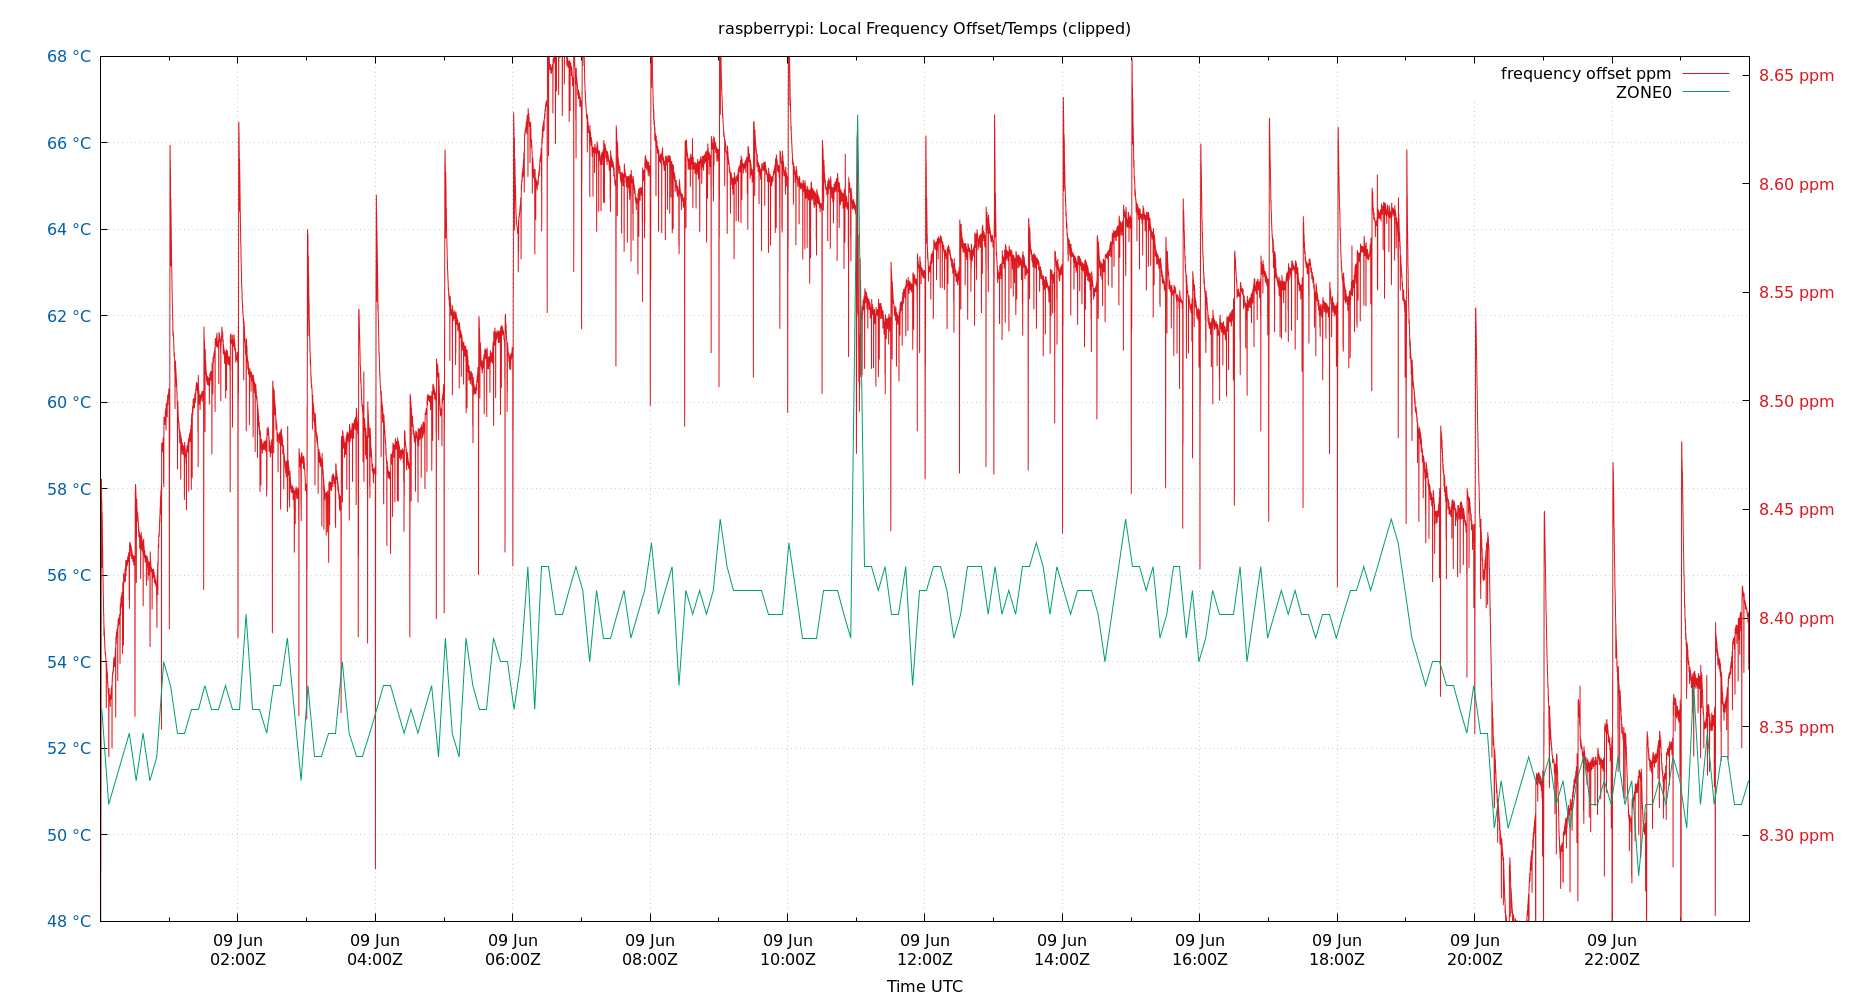 raspberrypi: Local Frequency Offset/Temps (clipped)
68 °C
66 °C
64 °C
62 °C
60 °C
58 °C
56 °C
54 °C
52 °C
50 °C
48 °C
frequency offset ppm
ZONE0
8.65 ppm
8.60 ppm
8.55 ppm
8.50 ppm
8.45 ppm
8.40 ppm
8.35 ppm
8.30 ppm
09 Jun
02:00Z
09 Jun
04:00Z
09 Jun
06:00Z
09 Jun
08:00Z
09 Jun
10:00Z
09 Jun
12:00Z
09 Jun
14:00Z
09 Jun
16:00Z
09 Jun
18:00Z
09 Jun
20:00Z
09 Jun
22:00Z
Time UTC